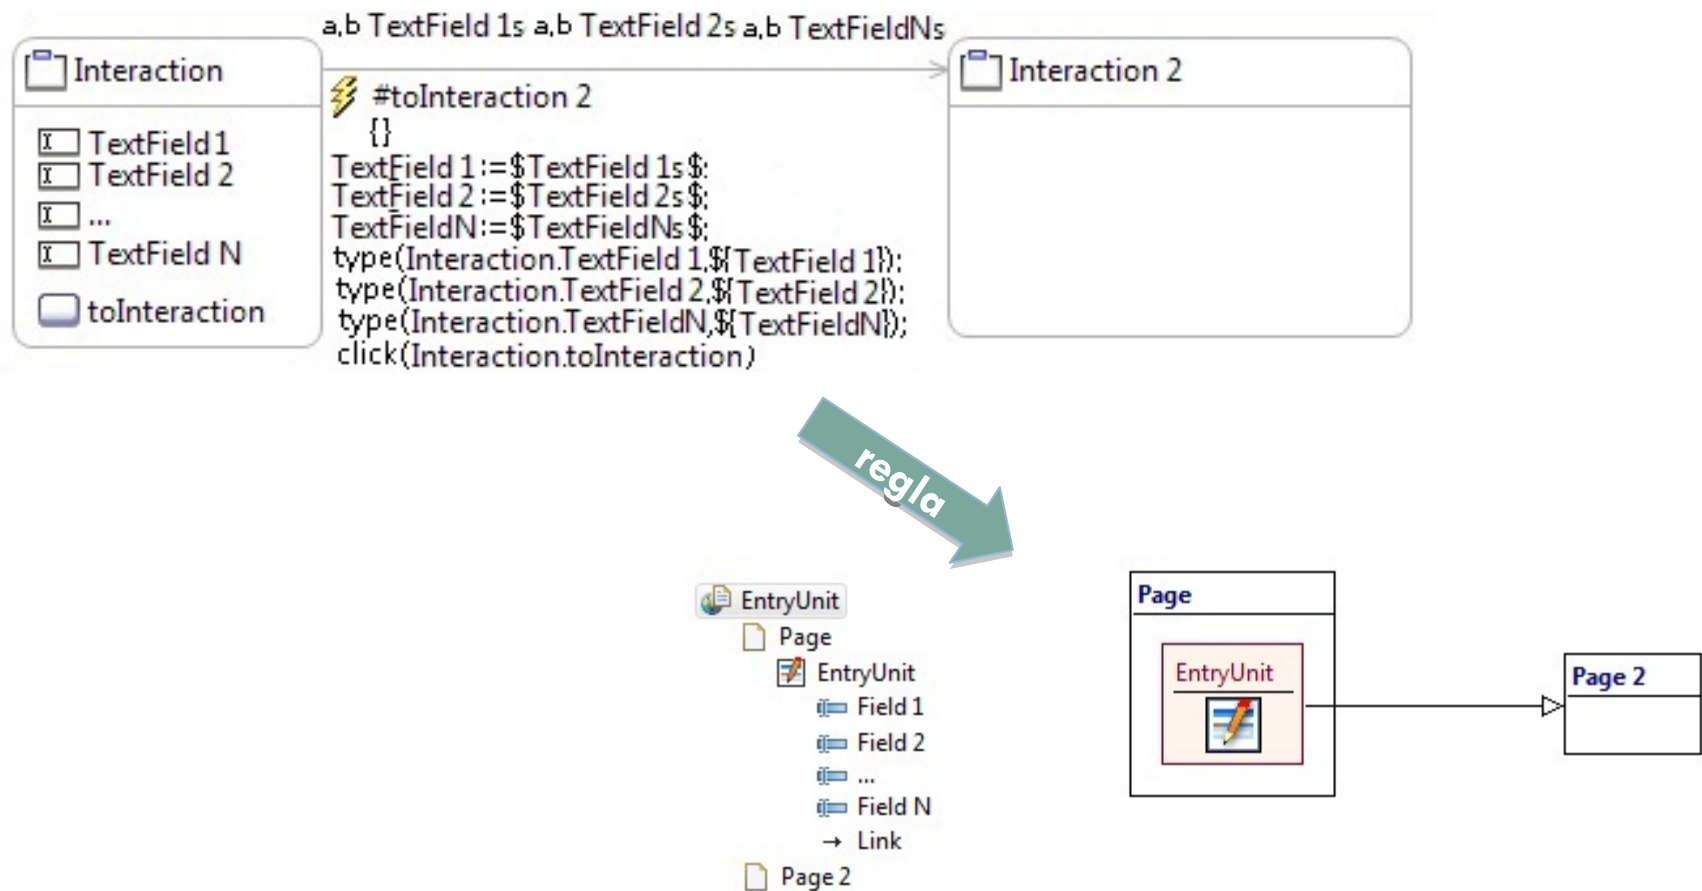 a,b TextField 1s a,b TextField 2s a,b TextFieldNs
Interaction
TextField 1
TextField 2
...
TextField N
toInteraction
#toInteraction 2
{}
TextField 1:=$TextField 1s$;
TextField 2:=$TextField 2s$;
TextFieldN:=$TextFieldNs$;
type(Interaction.TextField 1,${TextField 1});
type(Interaction.TextField 2,${TextField 2});
type(Interaction.TextFieldN,${TextFieldN});
click(Interaction.toInteraction)
Interaction 2
regla
EntryUnit
Page
EntryUnit
Field 1
Field 2
...
Field N
→ Link
Page 2
Page
EntryUnit
Page 2